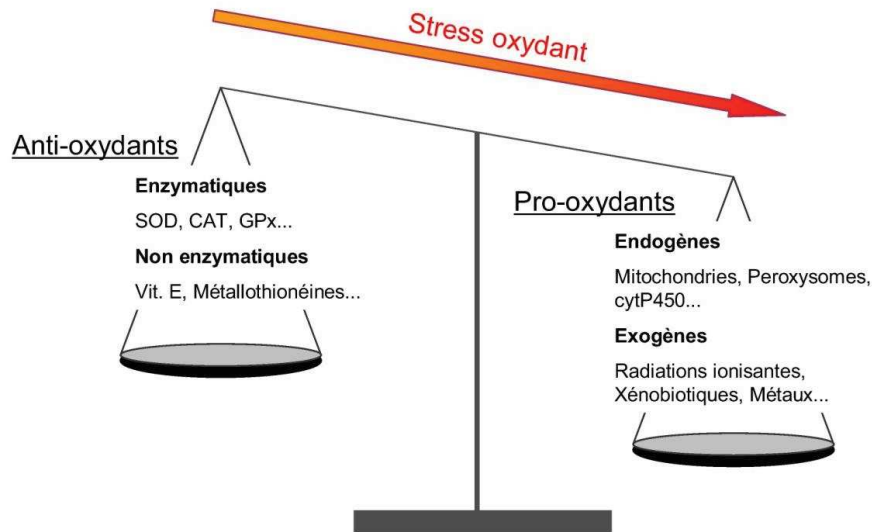 Stress oxydant
Anti-oxydants
Enzymatiques
SOD, CAT, GPx...
Non enzymatiques
Vit. E, Métallothionéines...
Pro-oxydants
Endogènes
Mitochondries, Peroxysomes,
cytP450...
Exogènes
Radiations ionisantes,
Xénobiotiques, Métaux...